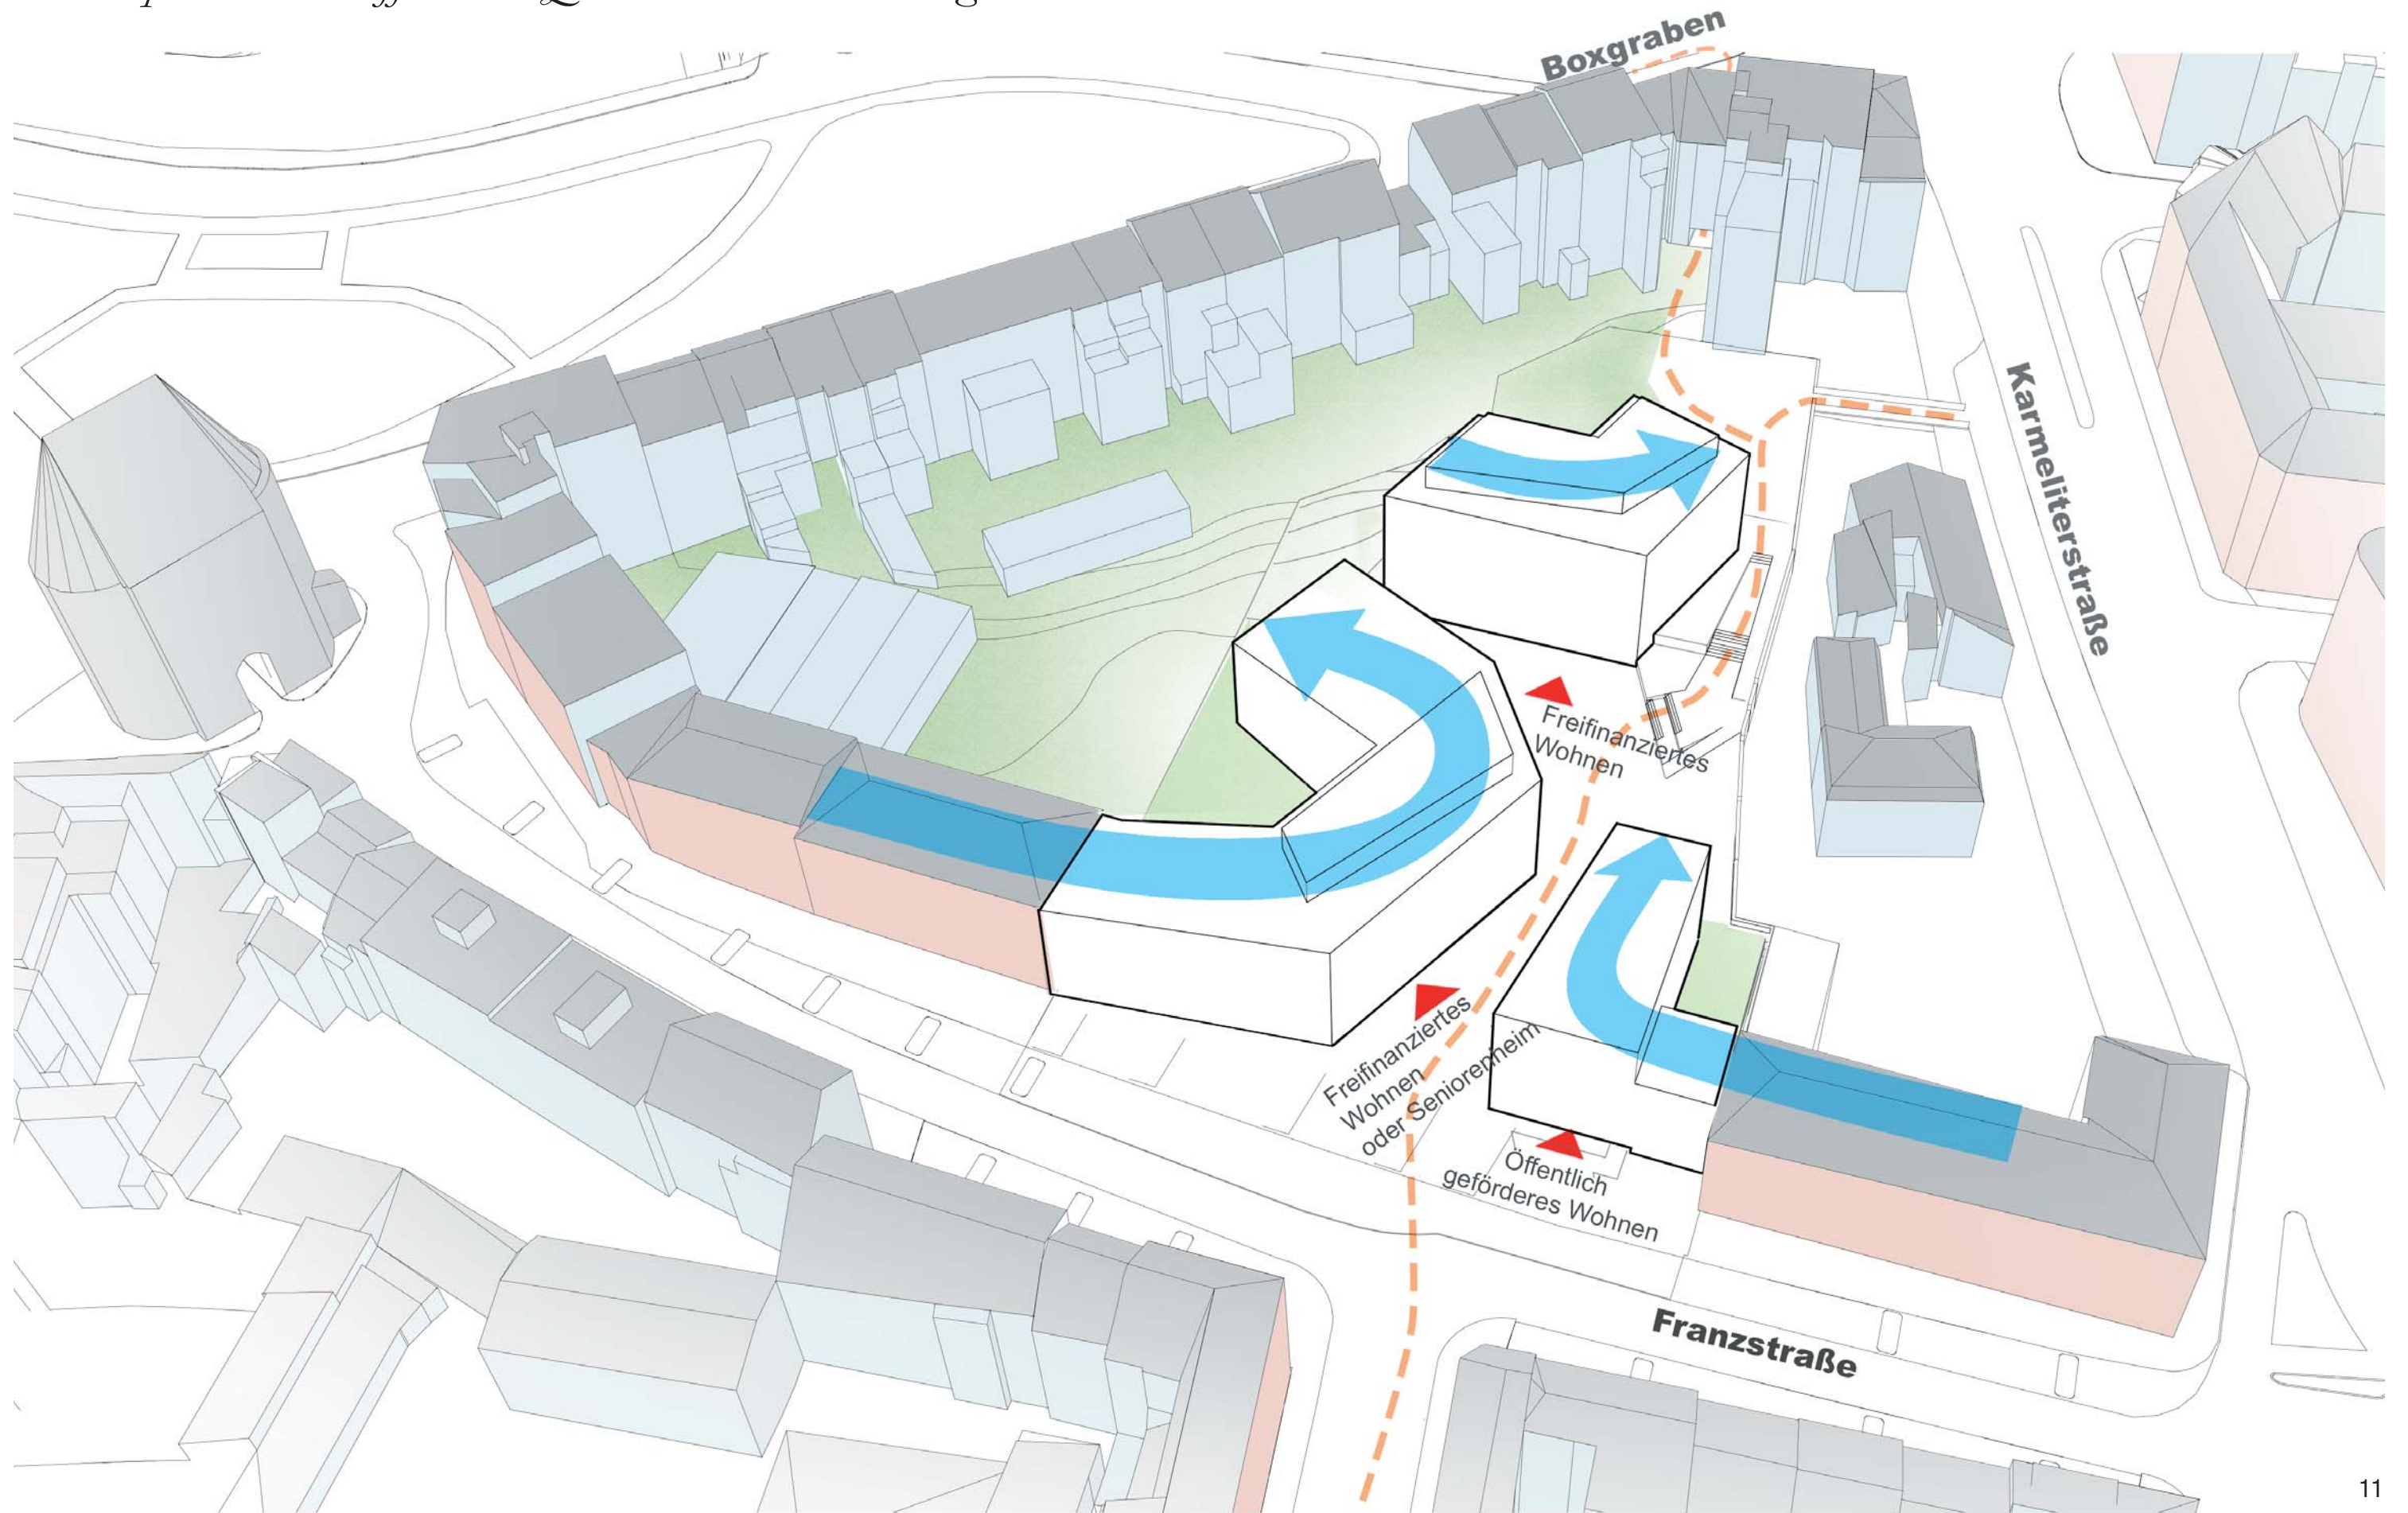 Boxgraben
Karmeliterstraße
Freifinanziertes
Wohnen
Freifinanziertes
Wohnen
oder Seniorenheim
Öffentlich
geförderes Wohnen
Franzstraße
11